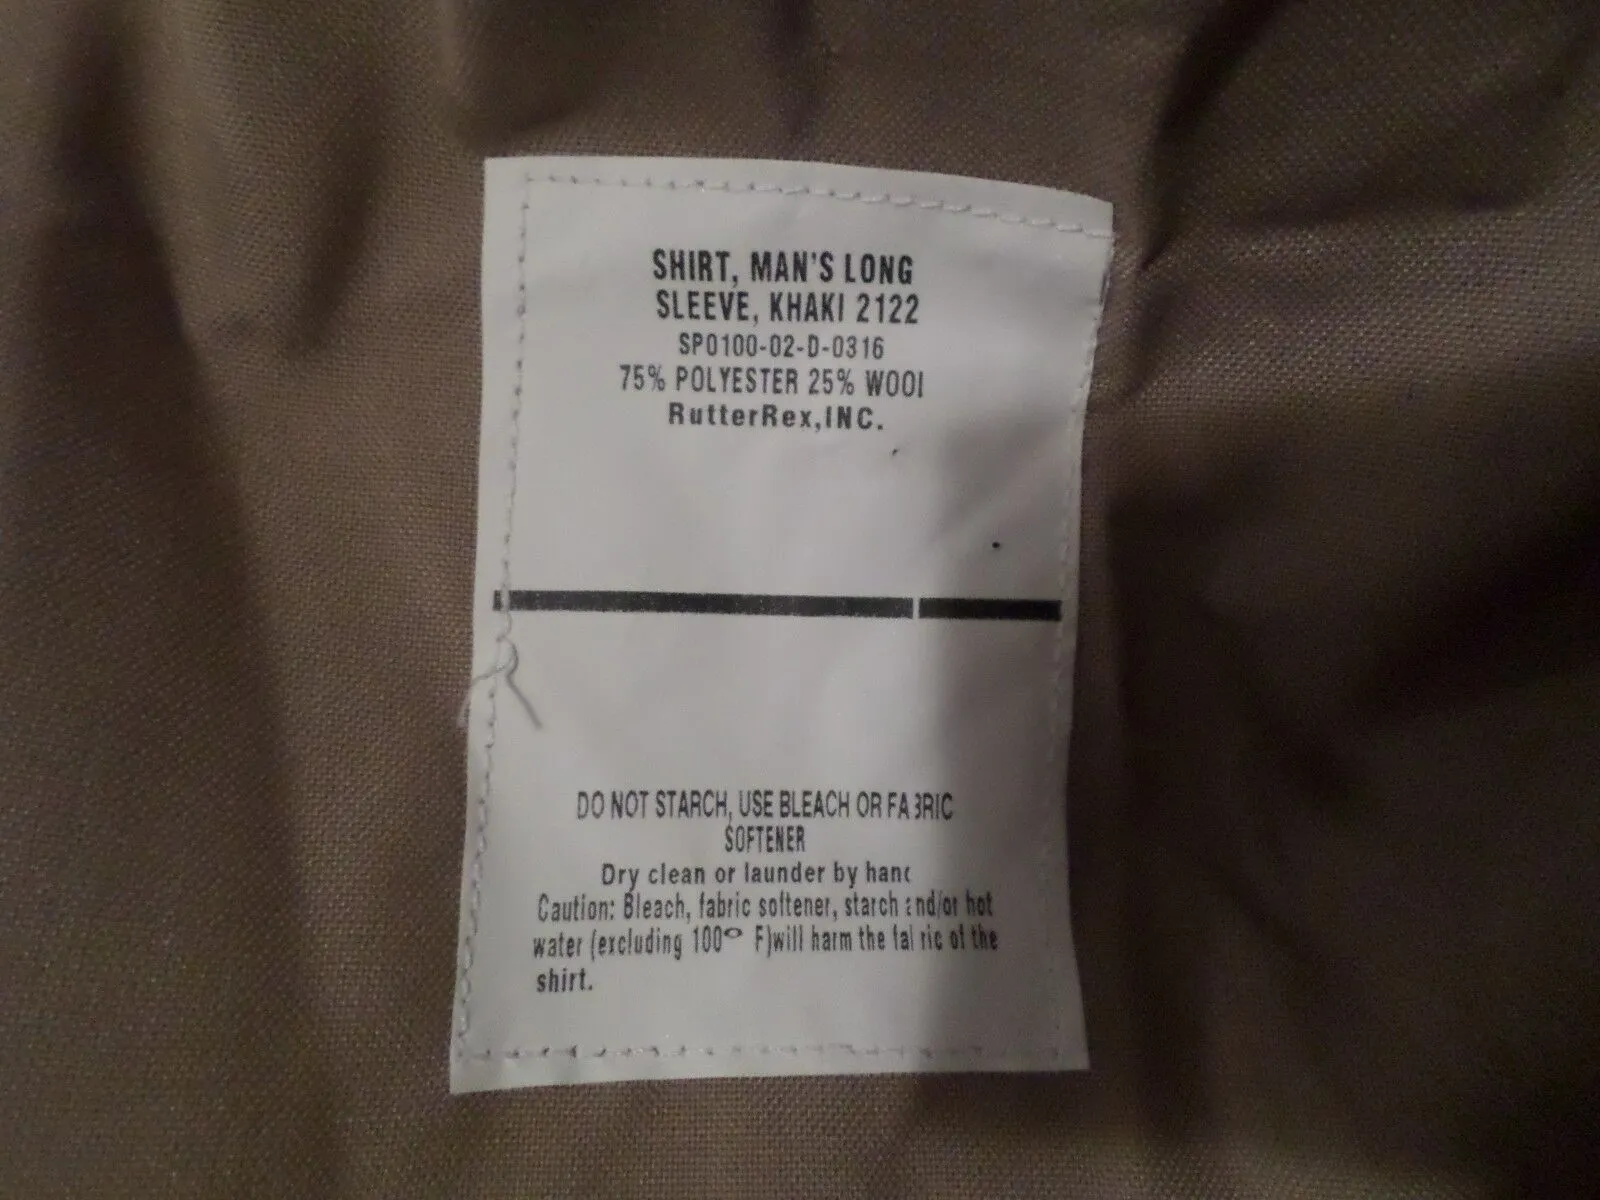 SHIRT, MAN'S LONG
SLEEVE, KHAKI 2122
SP0100-02-D-0316
75% POLYESTER 25% WOOl
RutterRex,INC.
DO NOT STARCH, USE BLEACH OR FABRIC
SOFTENER
Dry clean or launder by hand
Caution: Bleach, fabric softener, starch and/or hot
water (excluding 100° F)will harm the fabric of the
shirt.